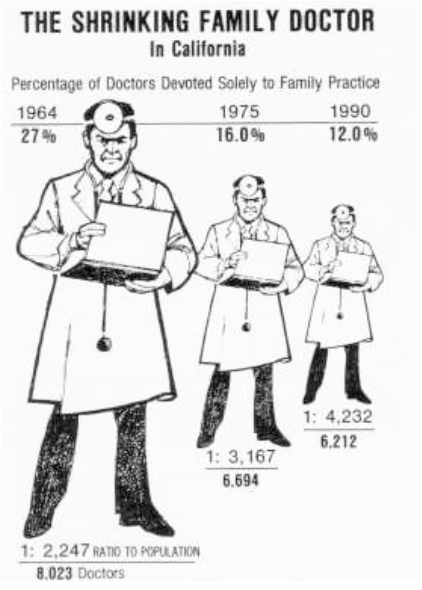 THE SHRINKING FAMILY DOCTOR
In California
Percentage of Doctors Devoted Solely to Family Practice
1964 1975 1990
27% 16.0% 12.0%
1: 4,232
6,212
1: 3,167
6,694
1: 2,247 RATIO TO POPULATION
8,023 Doctors